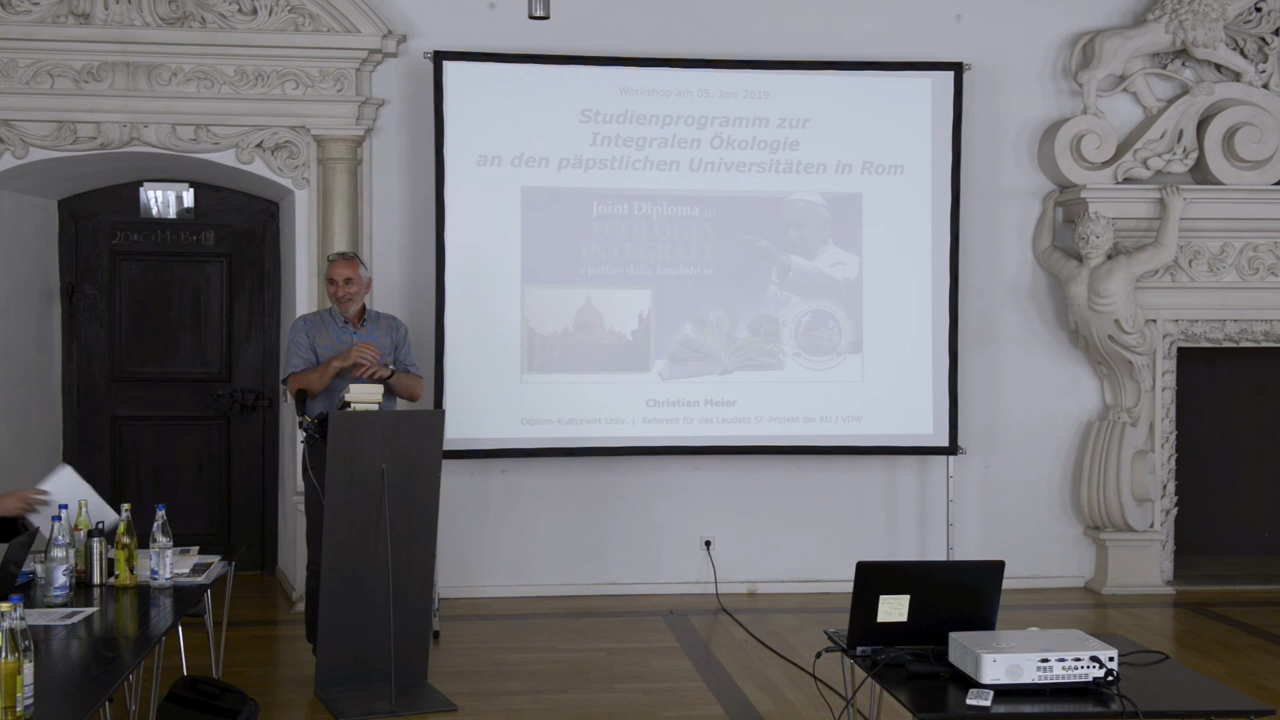 Workshop am 05. Juni 2019
Studienprogramm zur
Integralen Ökologie
an den päpstlichen Universitäten in Rom
Joint Diploma in
ECOLOGIA
INTEGRALE
a partire dalla Laudato si'
Christian Meier
Diplom-Kulturwirt Univ. | Referent für das Laudato Si'-Projekt der KU / VDW
20*C+M+B+19